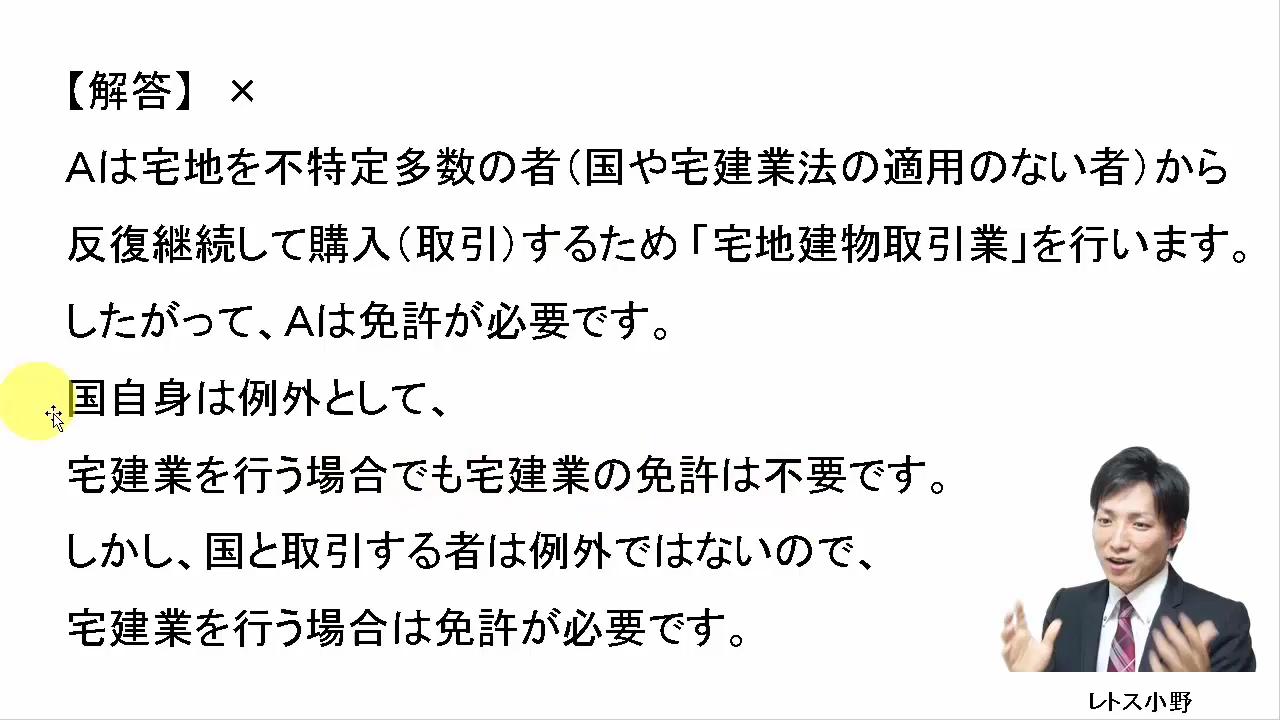 【解答】 ×
Aは宅地を不特定多数の者(国や宅建業法の適用のない者)から
反復継続して購入(取引)するため「宅地建物取引業」を行います。
したがって、Aは免許が必要です。
国自身は例外として、
宅建業を行う場合でも宅建業の免許は不要です。
しかし、国と取引する者は例外ではないので、
宅建業を行う場合は免許が必要です。
レトス小野